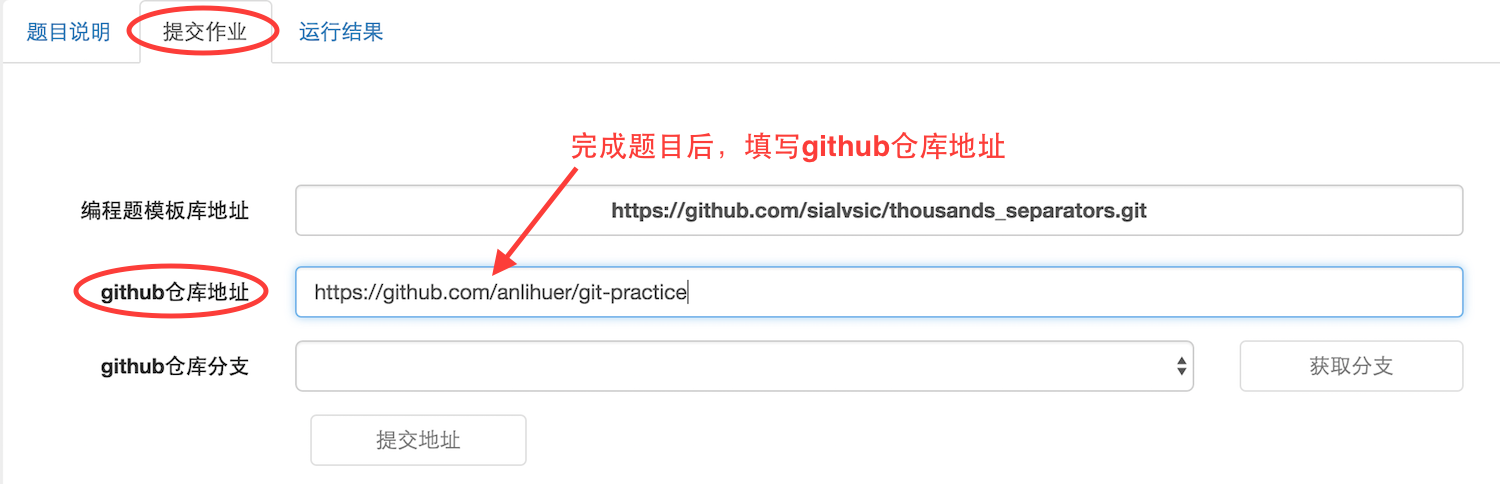 题目说明 提交作业 运行结果
完成题目后，填写github仓库地址
编程题模板库地址 https://github.com/sialvsic/thousands_separators.git
github仓库地址 https://github.com/anlihuer/git-practice
github仓库分支 获取分支
提交地址